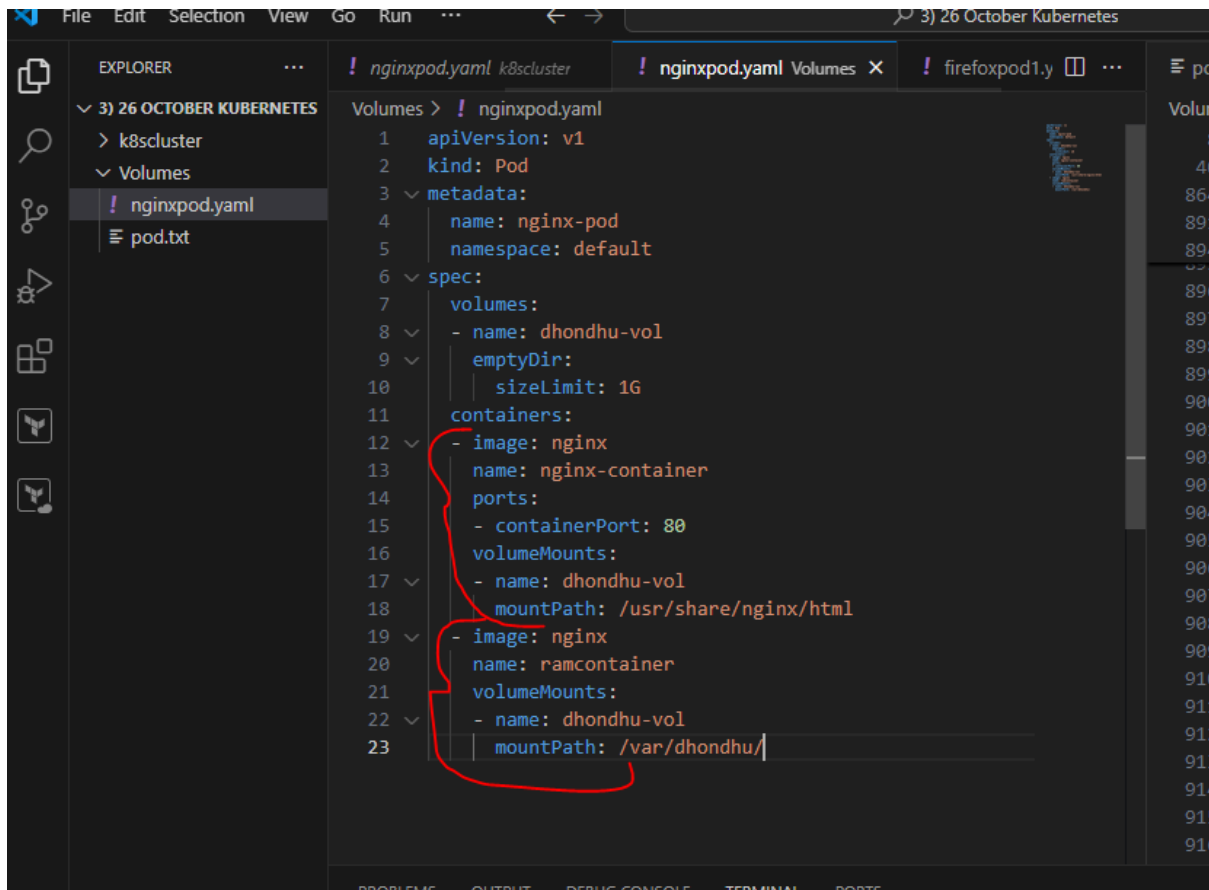 File Edit Selection View Go Run ··· ← → 3) 26 October Kubernetes
EXPLORER ···
3) 26 OCTOBER KUBERNETES
k8scluster
Volumes
! nginxpod.yaml
pod.txt
! nginxpod.yaml k8scluster
! nginxpod.yaml Volumes
! firefoxpod1.y ···
Volumes > ! nginxpod.yaml
1 apiVersion: v1
2 kind: Pod
3 metadata:
4 name: nginx-pod
5 namespace: default
6 spec:
7 volumes:
8 - name: dhondhu-vol
9 emptyDir:
10 sizeLimit: 1G
11 containers:
12 - image: nginx
13 name: nginx-container
14 ports:
15 - containerPort: 80
16 volumeMounts:
17 - name: dhondhu-vol
18 mountPath: /usr/share/nginx/html
19 - image: nginx
20 name: ramcontainer
21 volumeMounts:
22 - name: dhondhu-vol
23 mountPath: /var/dhondhu/
PROBLEMS OUTPUT DEBUG CONSOLE TERMINAL PORTS